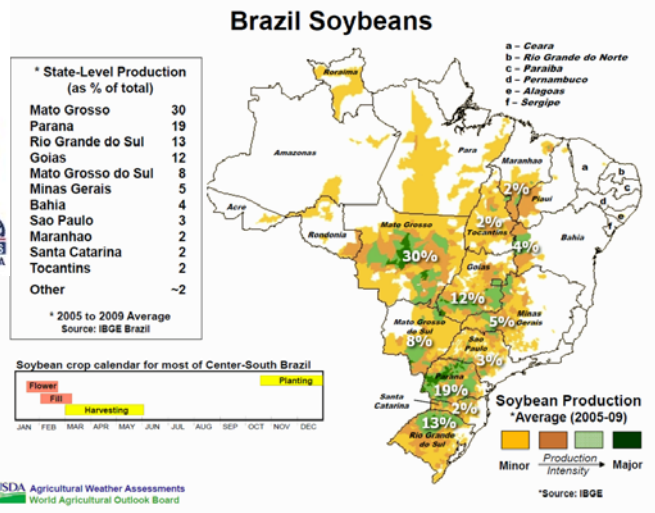 Brazil Soybeans
* State-Level Production
(as % of total)
Mato Grosso 30
Parana 19
Rio Grande do Sul 13
Goias 12
Mato Grosso do Sul 8
Minas Gerais 5
Bahia 4
Sao Paulo 3
Maranhao 2
Santa Catarina 2
Tocantins 2
Other ~2
* 2005 to 2009 Average
Source: IBGE Brazil
a – Ceara
b – Rio Grande do Norte
c – Paraiba
d – Pernambuco
e – Alagoas
f – Sergipe
Roraima
Amazonas
Para
Maranhao
a
b
c
d
e
f
2%
Piaui
Acre
Rondonia
Mato Grosso
30%
2%
Tocantins
4%
Bahia
Goias
12%
Minas
Gerais
5%
Mato Grosso
do Sul
8%
Sao
Paulo
3%
Parana
19%
Santa
Catarina
2%
13%
Rio Grande
do Sul
Soybean crop calendar for most of Center-South Brazil
Planting
Flower
Fill
Harvesting
JAN FEB MAR APR MAY JUN JUL AUG SEP OCT NOV DEC
Soybean Production
*Average (2005-09)
Minor Production Intensity Major
*Source: IBGE
SDA Agricultural Weather Assessments
World Agricultural Outlook Board